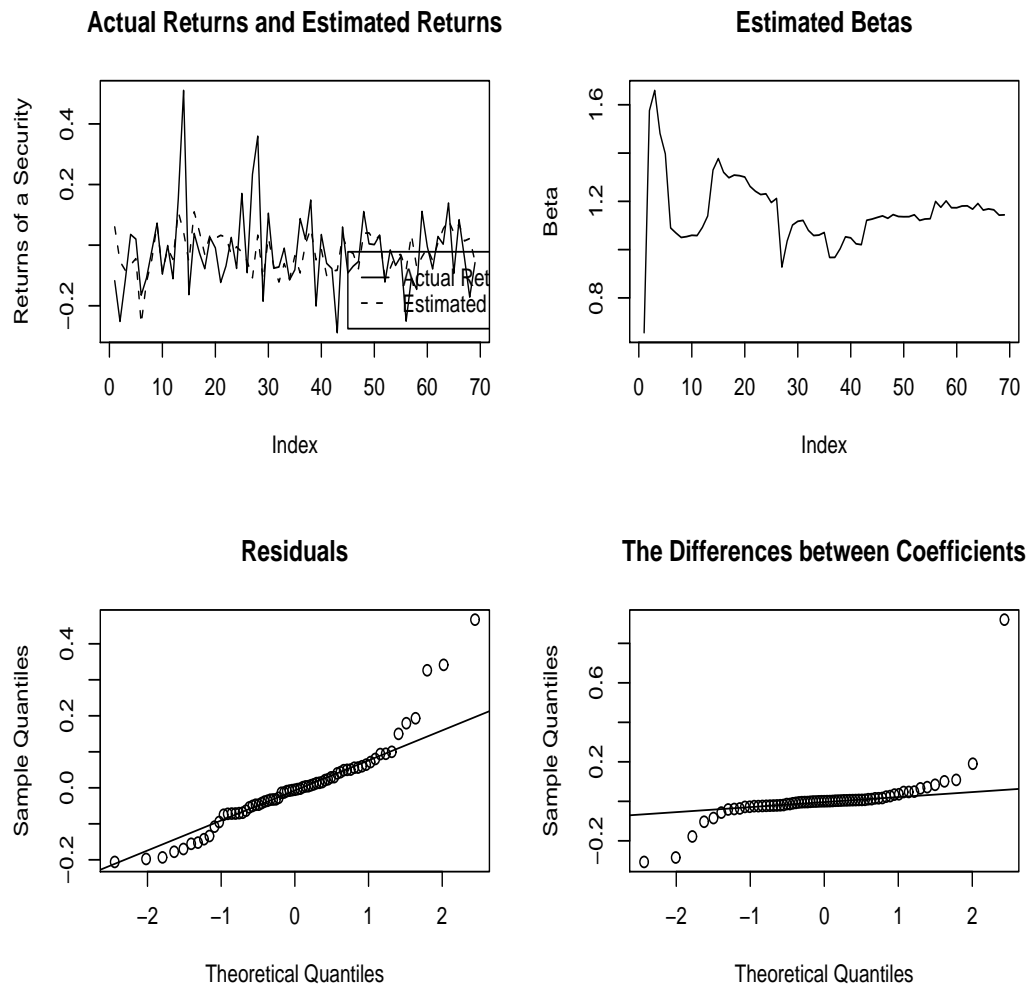 Actual Returns and Estimated Returns
Returns of a Security
0.4
0.2
−0.2
Actual Ret
Estimated
0 10 20 30 40 50 60 70
Index
Estimated Betas
Beta
1.6
1.2
0.8
0 10 20 30 40 50 60 70
Index
Residuals
Sample Quantiles
0.4
0.2
0.0
−0.2
−2 −1 0 1 2
Theoretical Quantiles
The Differences between Coefficients
Sample Quantiles
0.6
0.2
−0.2
−2 −1 0 1 2
Theoretical Quantiles